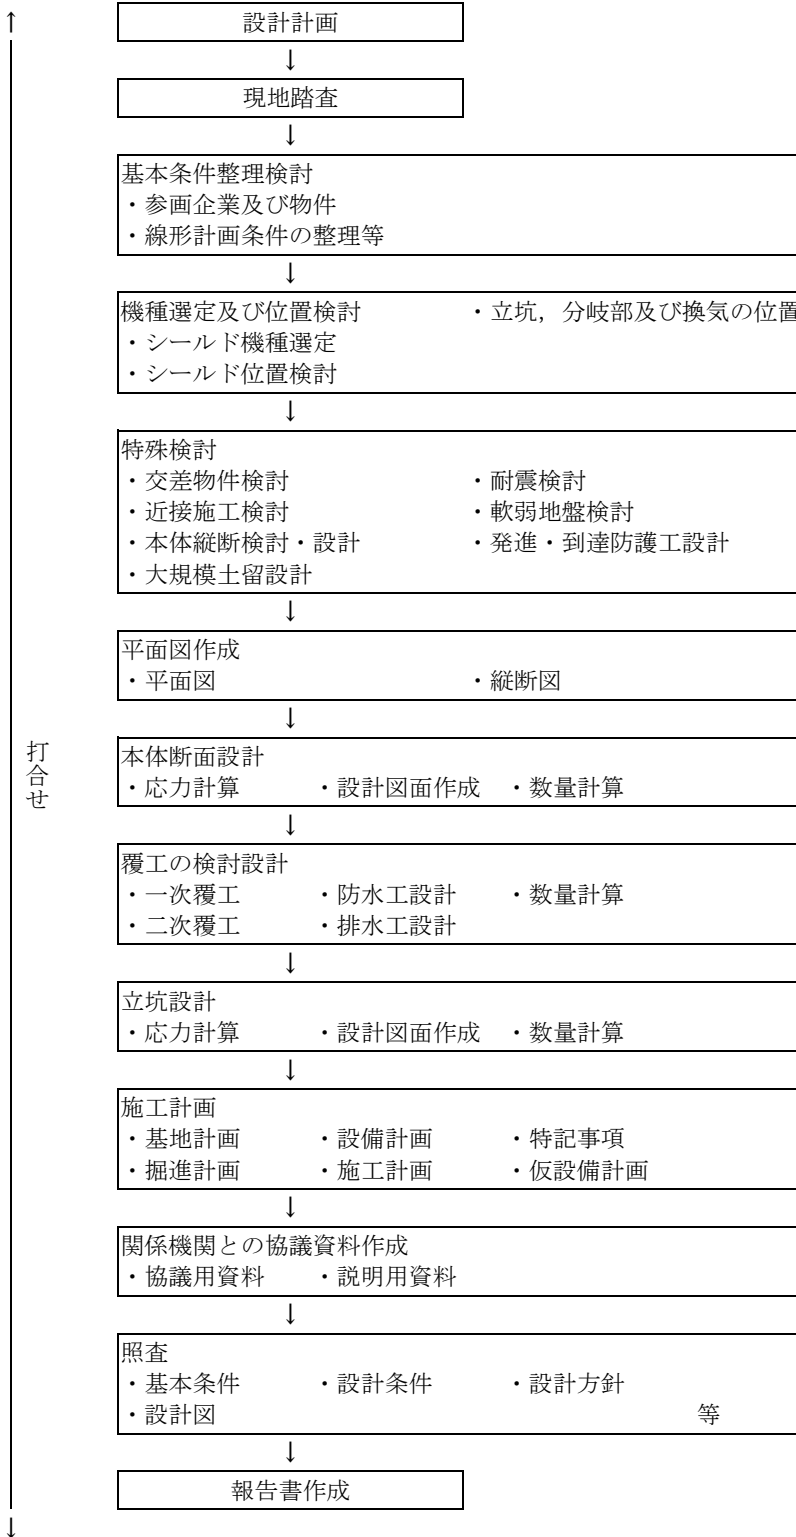 ↑
設計計画
↓
現地踏査
↓
基本条件整理検討
・参画企業及び物件
・線形計画条件の整理等
↓
機種選定及び位置検討 ・立坑，分岐部及び換気の位置
・シールド機種選定
・シールド位置検討
↓
特殊検討
・交差物件検討 ・耐震検討
・近接施工検討 ・軟弱地盤検討
・本体縦断検討・設計 ・発進・到達防護工設計
・大規模土留設計
↓
平面図作成
・平面図 ・縦断図
↓
打合せ
本体断面設計
・応力計算 ・設計図面作成 ・数量計算
↓
覆工の検討設計
・一次覆工 ・防水工設計 ・数量計算
・二次覆工 ・排水工設計
↓
立坑設計
・応力計算 ・設計図面作成 ・数量計算
↓
施工計画
・基地計画 ・設備計画 ・特記事項
・掘進計画 ・施工計画 ・仮設備計画
↓
関係機関との協議資料作成
・協議用資料 ・説明用資料
↓
照査
・基本条件 ・設計条件 ・設計方針
・設計図 等
↓
報告書作成
↓